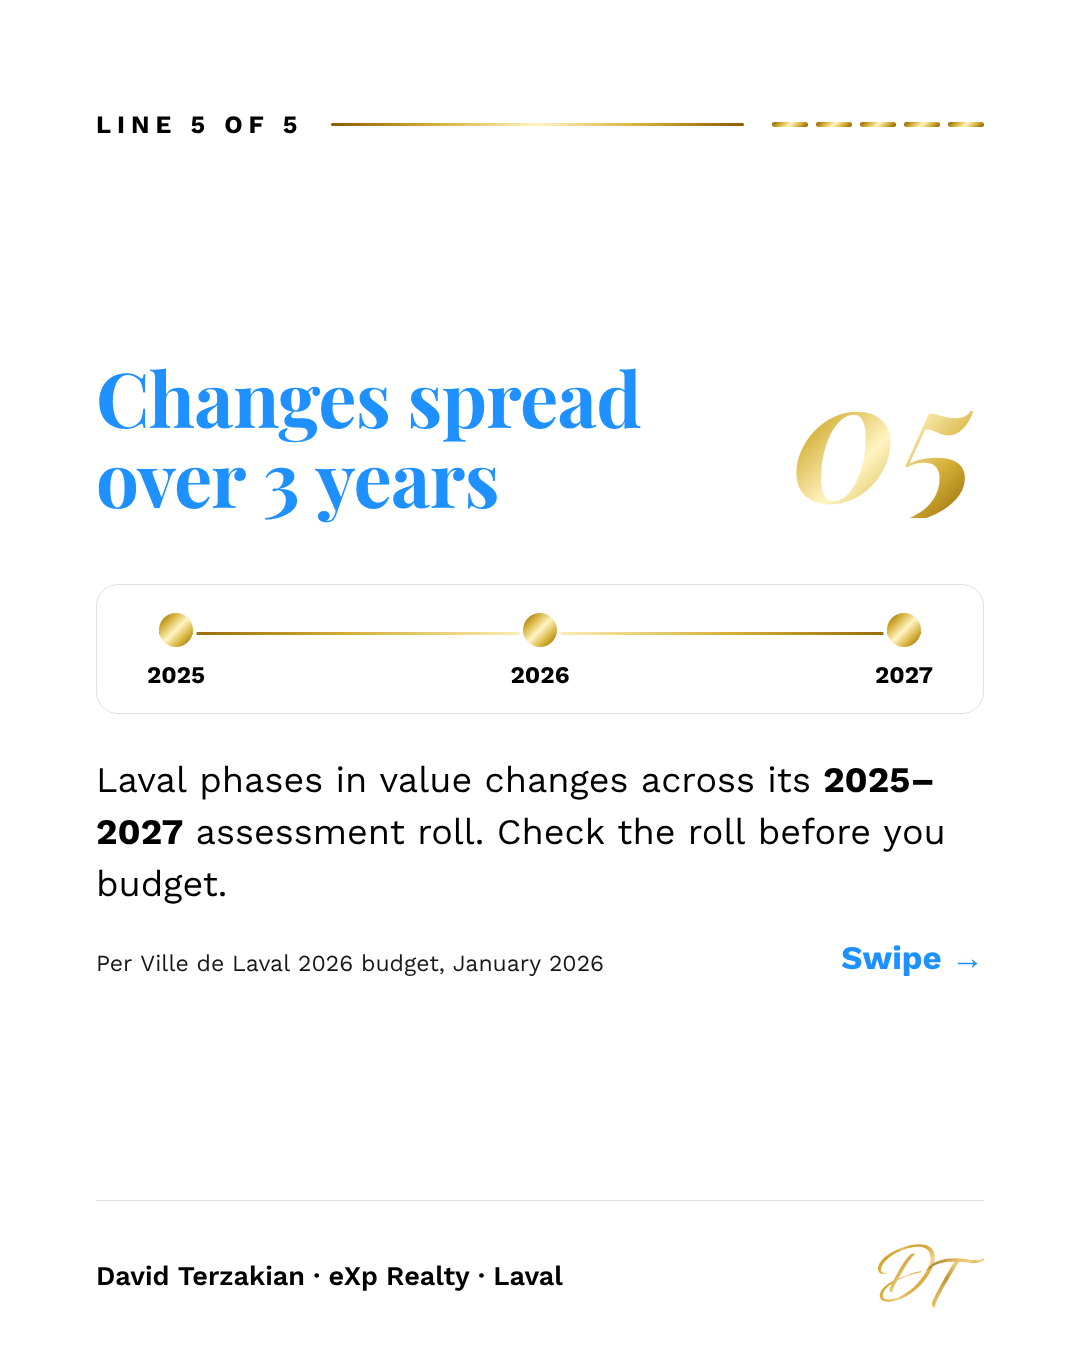 LINE 5 OF 5
Changes spread
over 3 years
05
2025
2026
2027
Laval phases in value changes across its 2025–
2027 assessment roll. Check the roll before you
budget.
Per Ville de Laval 2026 budget, January 2026
Swipe →
David Terzakian · eXp Realty · Laval
DT